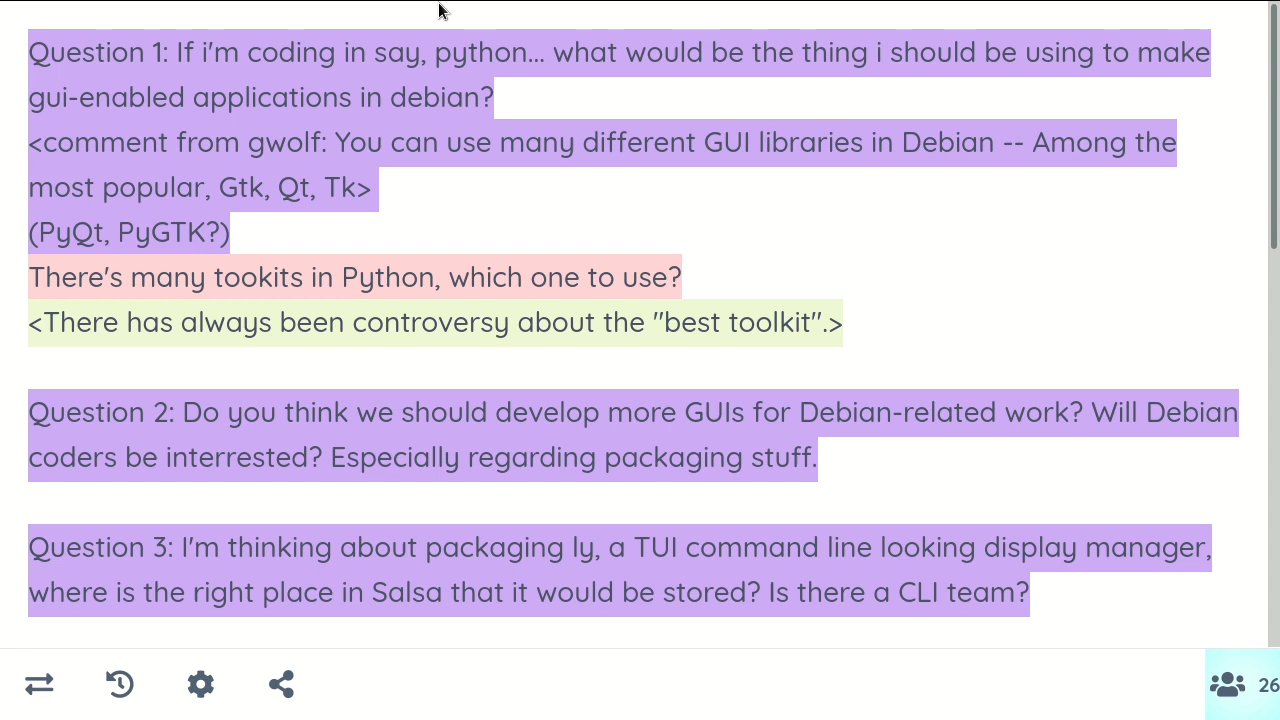 Question 1: If i'm coding in say, python... what would be the thing i should be using to make
gui-enabled applications in debian?
<comment from gwolf: You can use many different GUI libraries in Debian -- Among the
most popular, Gtk, Qt, Tk>
(PyQt, PyGTK?)
There's many tookits in Python, which one to use?
<There has always been controversy about the "best toolkit".>
Question 2: Do you think we should develop more GUIs for Debian-related work? Will Debian
coders be interrested? Especially regarding packaging stuff.
Question 3: I'm thinking about packaging ly, a TUI command line looking display manager,
where is the right place in Salsa that it would be stored? Is there a CLI team?
26